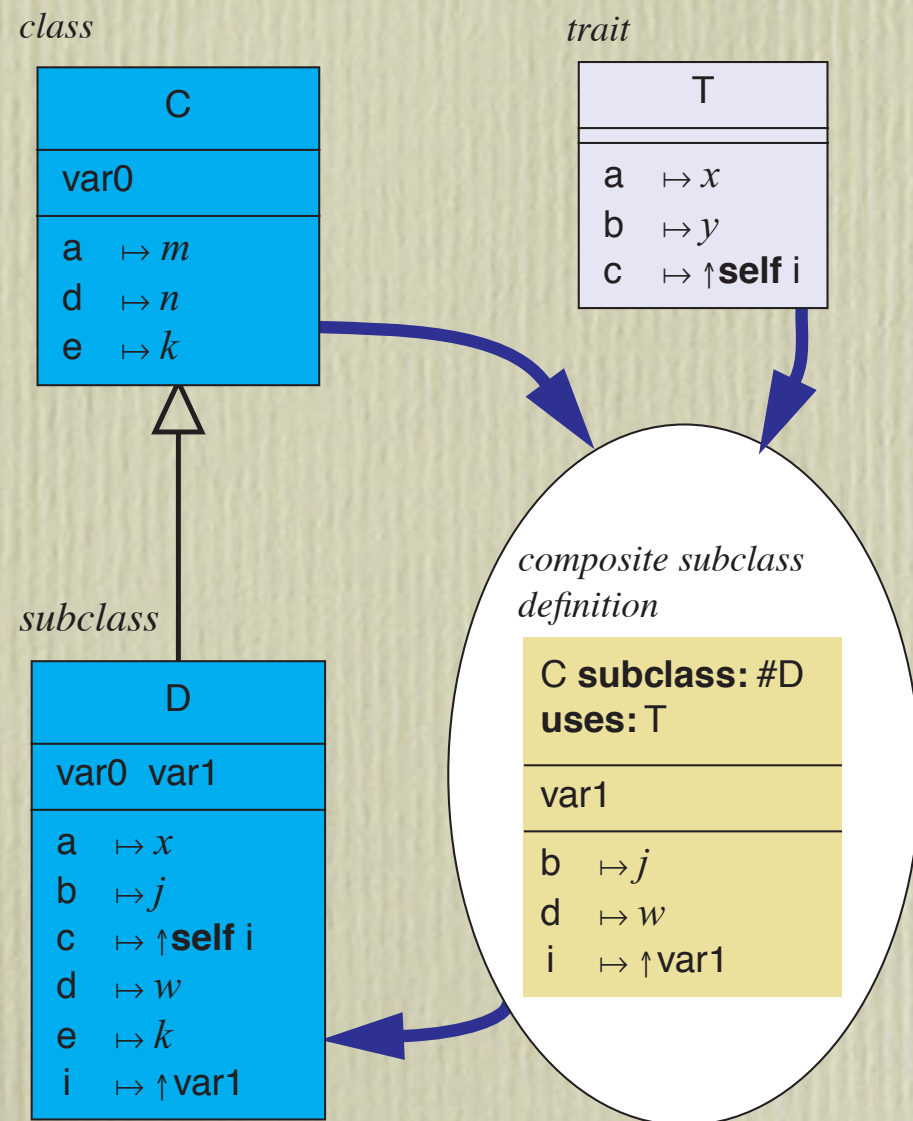 class
C
var0
a ↦ m
d ↦ n
e ↦ k
trait
T
a ↦ x
b ↦ y
c ↦ ↑self i
composite subclass
definition
C subclass: #D
uses: T
var1
b ↦ j
d ↦ w
i ↦ ↑var1
subclass
D
var0 var1
a ↦ x
b ↦ j
c ↦ ↑self i
d ↦ w
e ↦ k
i ↦ ↑var1